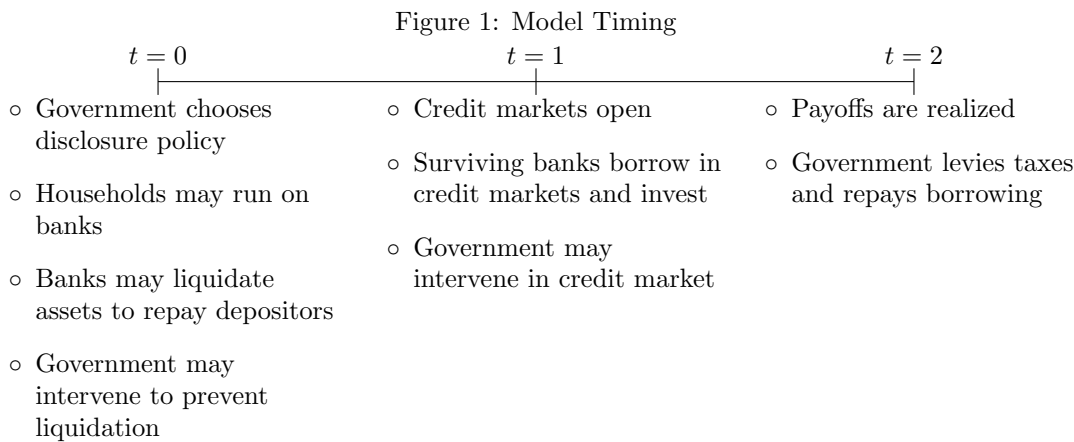 Figure 1: Model Timing
t = 0
t = 1
t = 2
○ Government chooses
disclosure policy
○ Households may run on
banks
○ Banks may liquidate
assets to repay depositors
○ Government may
intervene to prevent
liquidation
○ Credit markets open
○ Surviving banks borrow in
credit markets and invest
○ Government may
intervene in credit market
○ Payoffs are realized
○ Government levies taxes
and repays borrowing